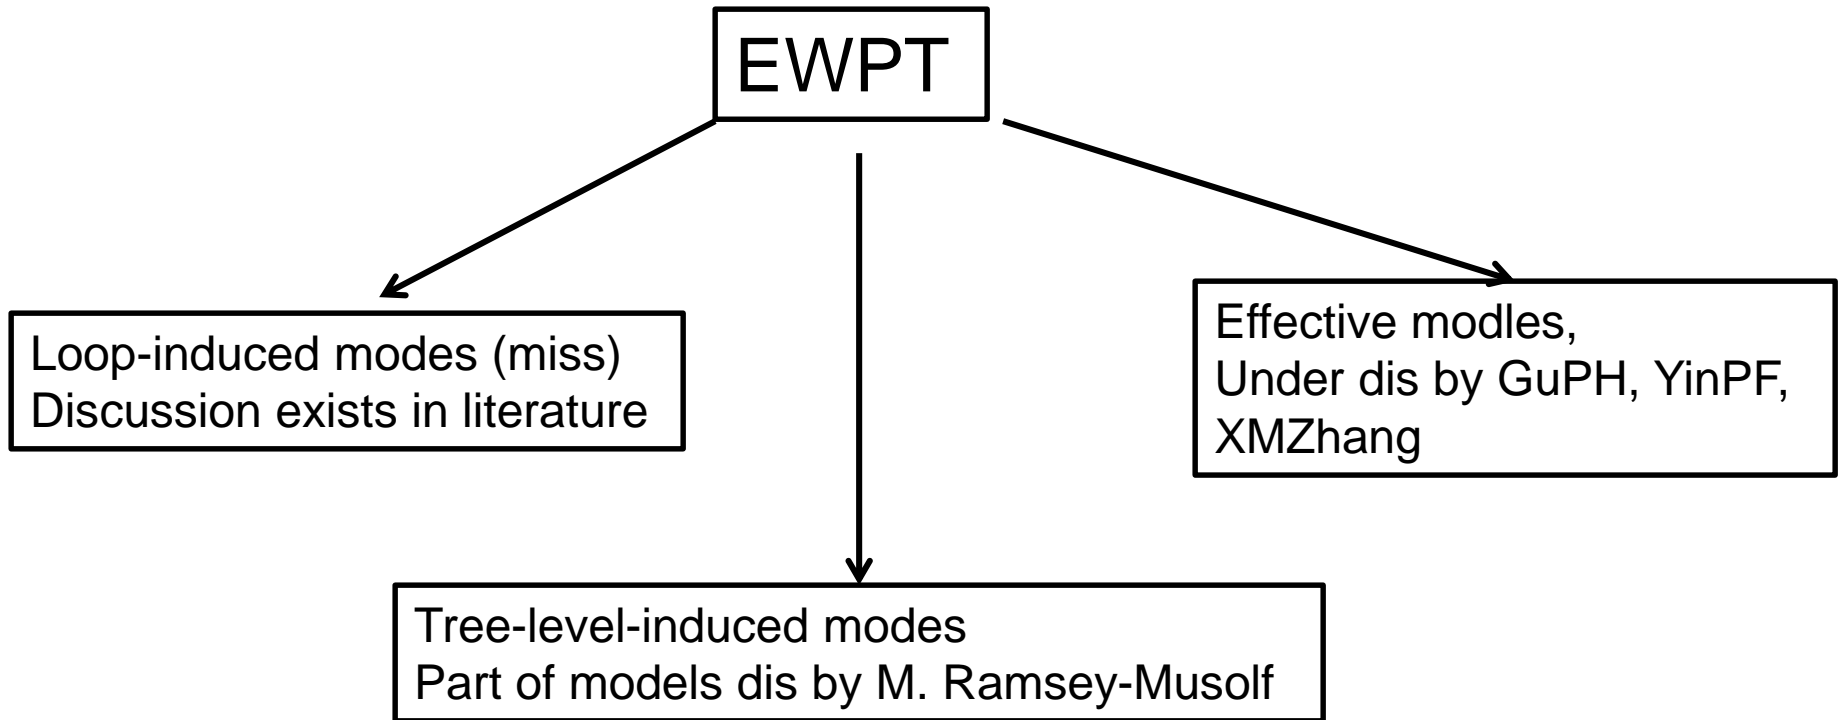 EWPT
Loop-induced modes (miss)
Discussion exists in literature
Effective modles,
Under dis by GuPH, YinPF,
XMZhang
Tree-level-induced modes
Part of models dis by M. Ramsey-Musolf